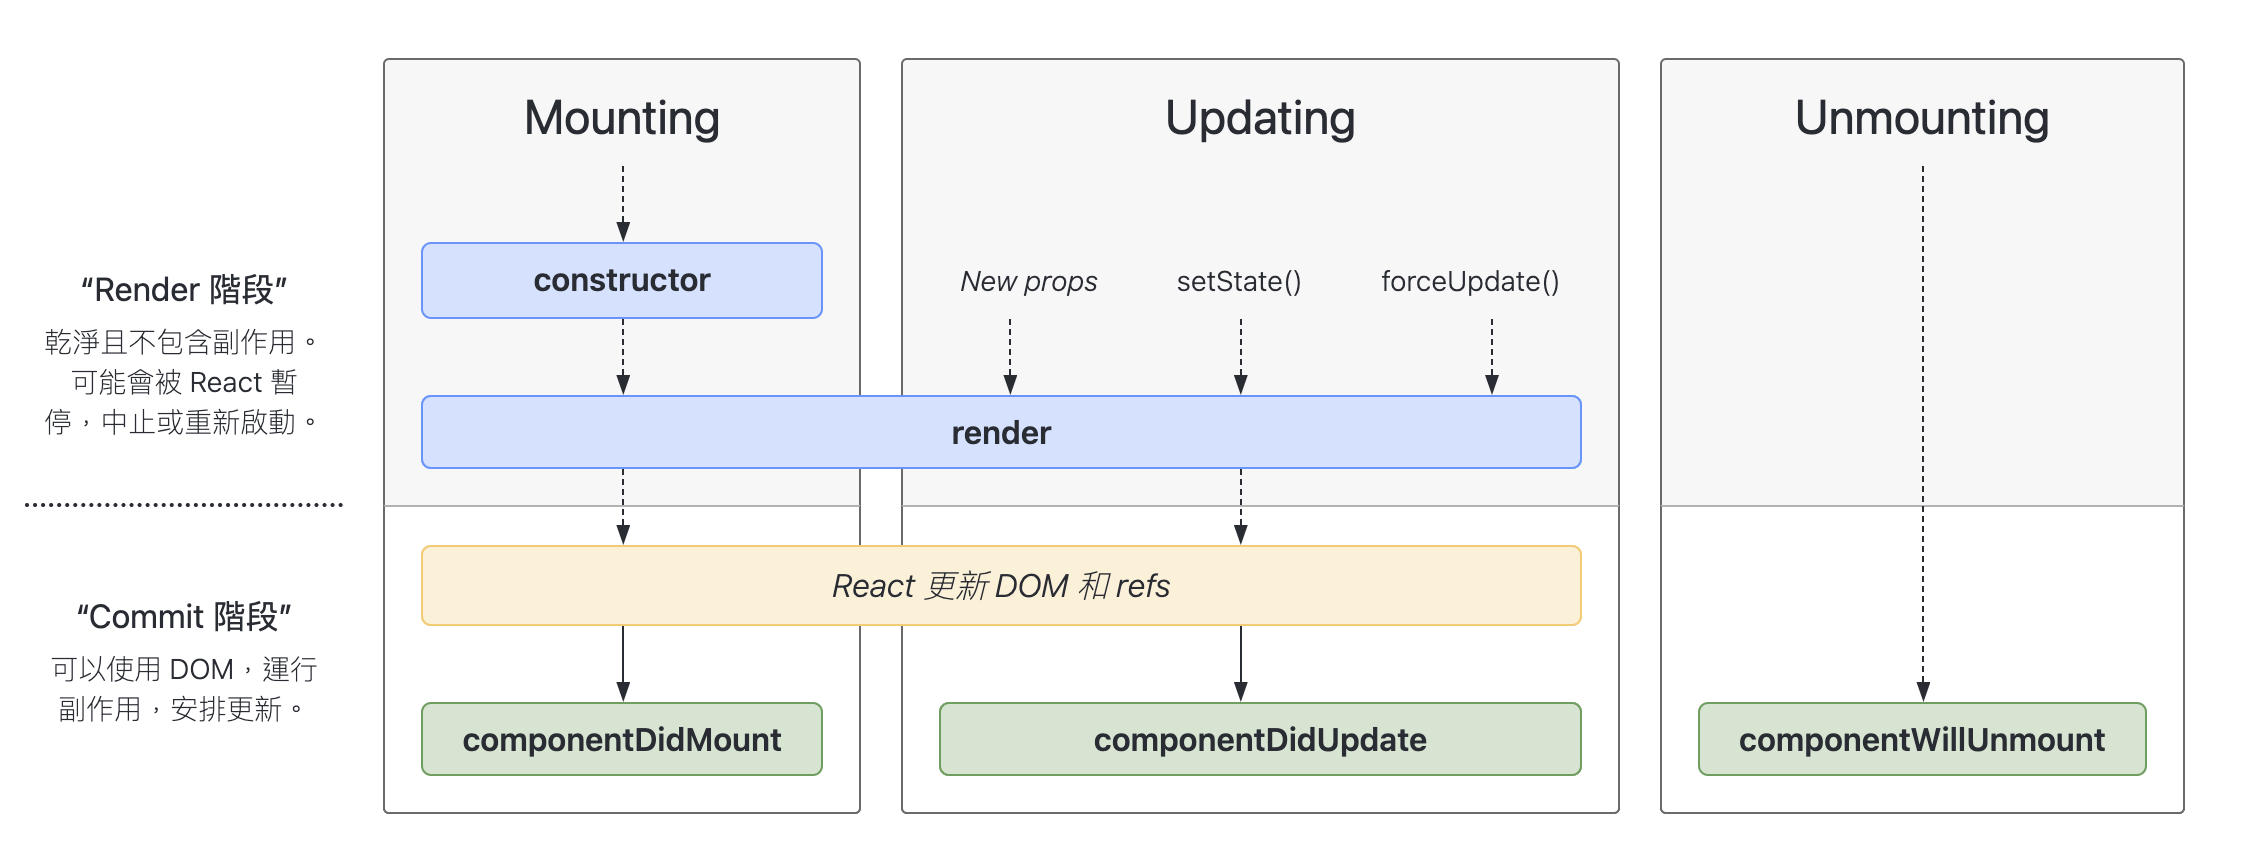 Mounting
Updating
Unmounting
“Render 階段”
乾淨且不包含副作用。
可能會被 React 暫
停，中止或重新啟動。
constructor
New props
setState()
forceUpdate()
render
“Commit 階段”
可以使用 DOM，運行
副作用，安排更新。
React 更新 DOM 和 refs
componentDidMount
componentDidUpdate
componentWillUnmount